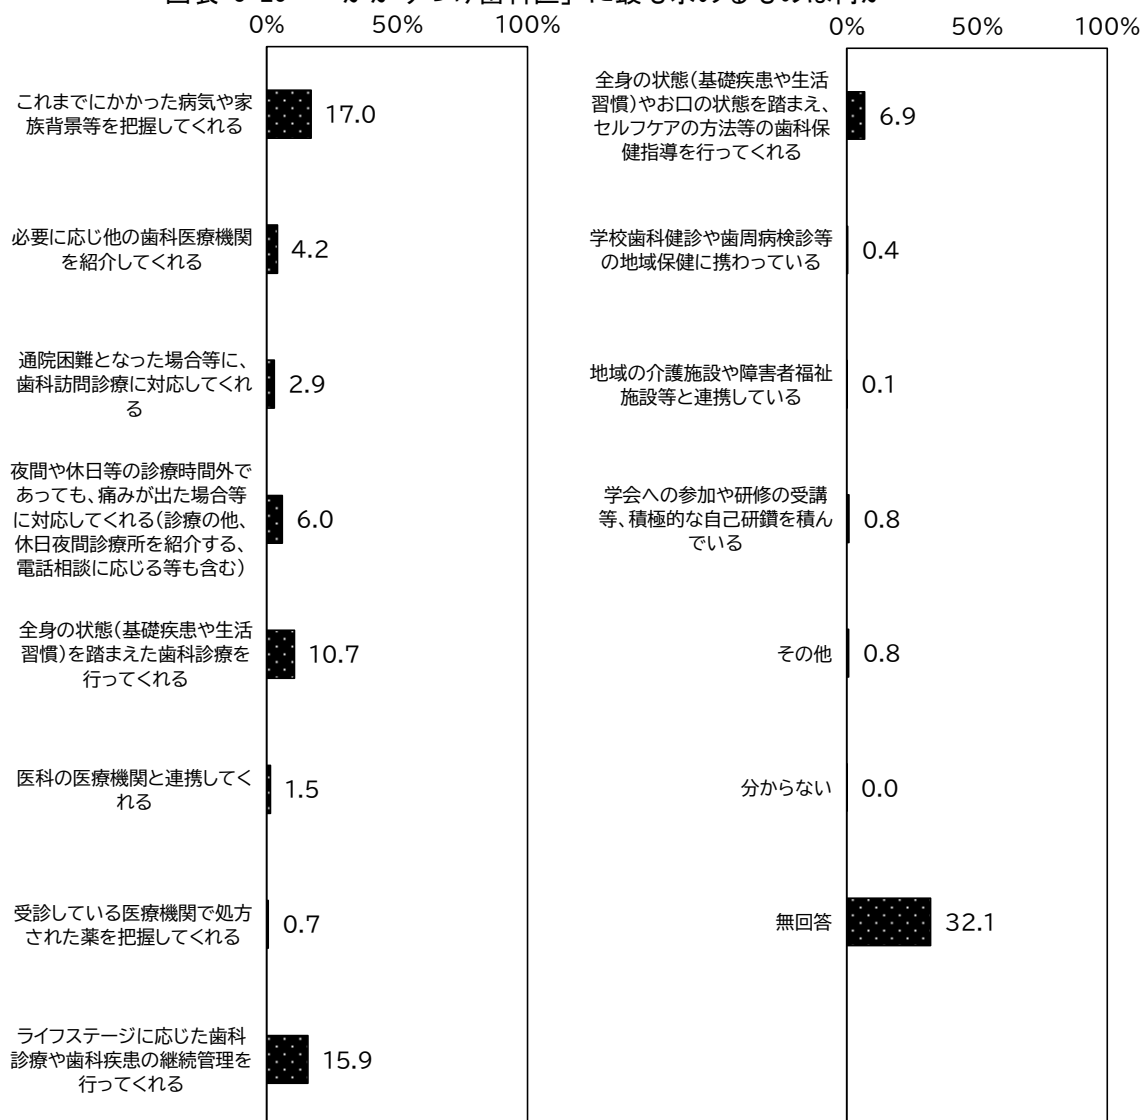 0%
50%
100%
これまでにかかった病気や家
族背景等を把握してくれる
17.0
必要に応じ他の歯科医療機関
を紹介してくれる
4.2
通院困難となった場合等に、
歯科訪問診療に対応してくれ
る
2.9
夜間や休日等の診療時間外で
あっても、痛みが出た場合等
に対応してくれる(診療の他、
休日夜間診療所を紹介する、
電話相談に応じる等も含む)
6.0
全身の状態(基礎疾患や生活
習慣)を踏まえた歯科診療を
行ってくれる
10.7
医科の医療機関と連携してく
れる
1.5
受診している医療機関で処方
された薬を把握してくれる
0.7
ライフステージに応じた歯科
診療や歯科疾患の継続管理を
行ってくれる
15.9
0%
50%
100%
全身の状態(基礎疾患や生活
習慣)やお口の状態を踏まえ、
セルフケアの方法等の歯科保
健指導を行ってくれる
6.9
学校歯科健診や歯周病検診等
の地域保健に携わっている
0.4
地域の介護施設や障害者福祉
施設等と連携している
0.1
学会への参加や研修の受講
等、積極的な自己研鑽を積ん
でいる
0.8
その他
0.8
分からない
0.0
無回答
32.1